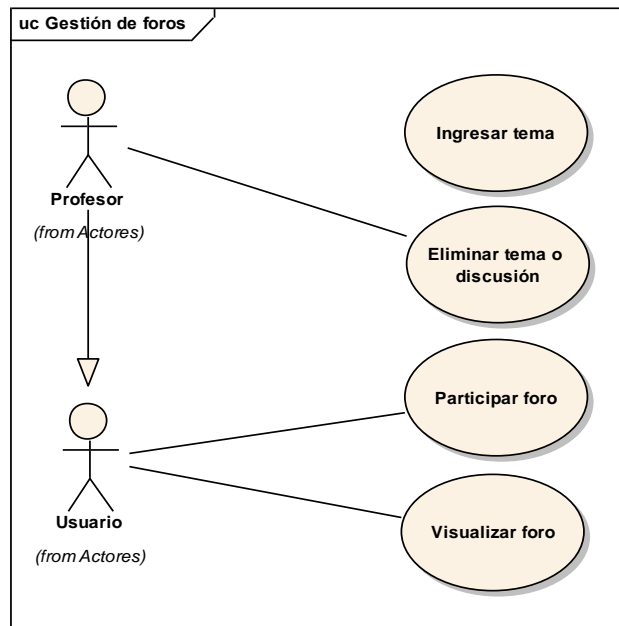 uc Gestión de foros
Ingresar tema
Profesor
(from Actores)
Eliminar tema o
discusión
Participar foro
Usuario
(from Actores)
Visualizar foro